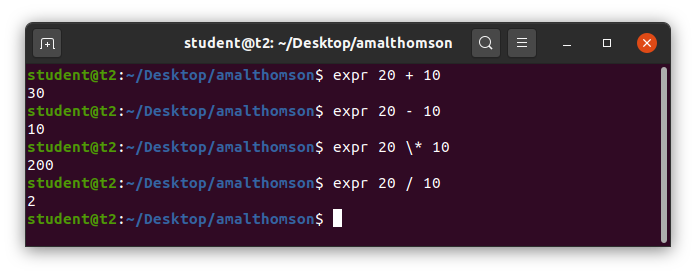 student@t2: ~/Desktop/amalthomson
student@t2:~/Desktop/amalthomson$ expr 20 + 10
30
student@t2:~/Desktop/amalthomson$ expr 20 - 10
10
student@t2:~/Desktop/amalthomson$ expr 20 \* 10
200
student@t2:~/Desktop/amalthomson$ expr 20 / 10
2
student@t2:~/Desktop/amalthomson$